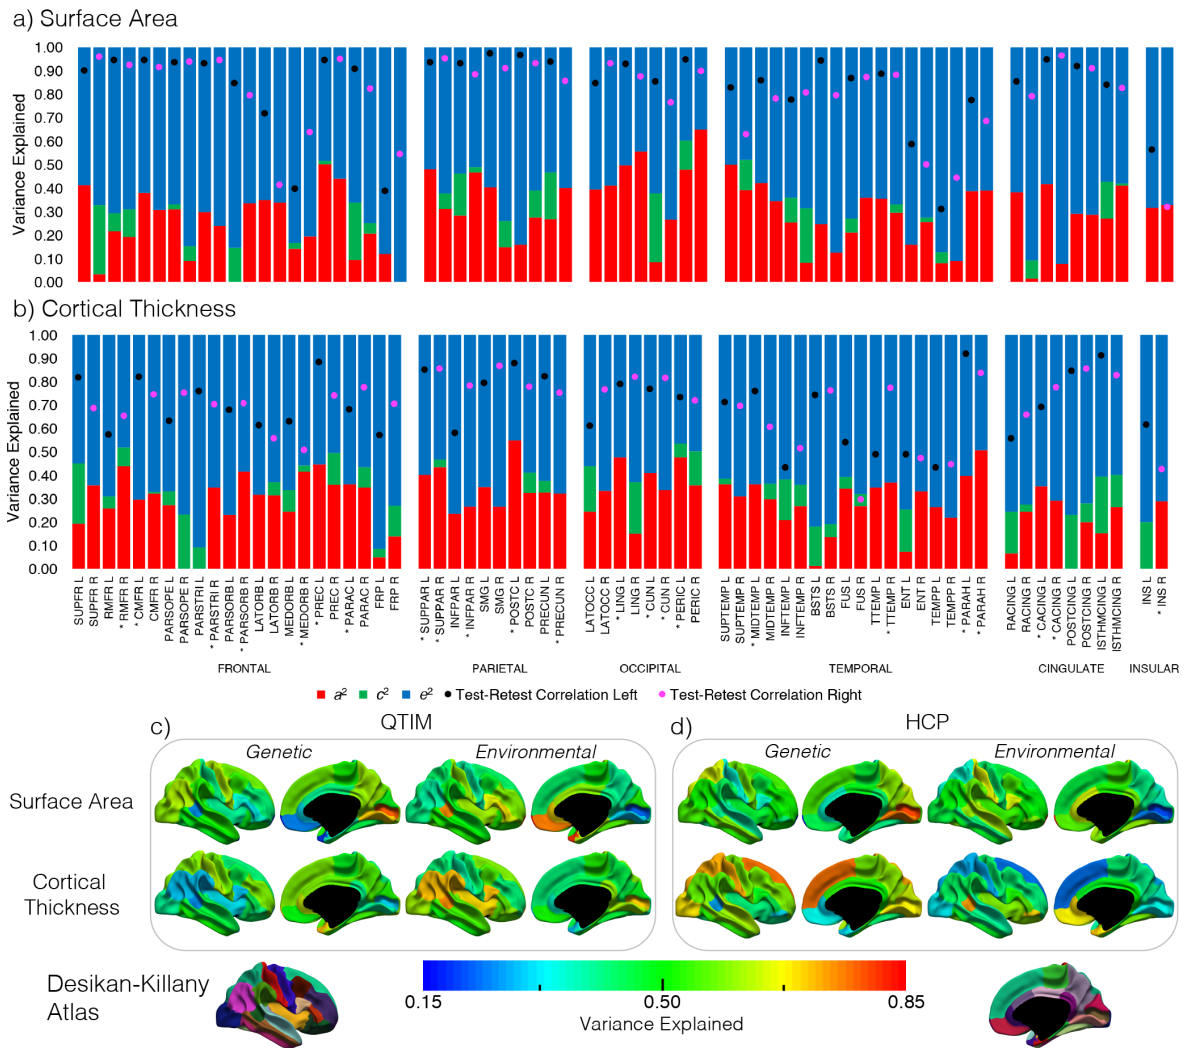 a) Surface Area
1.00
0.90
0.80
0.70
0.60
0.50
0.40
0.30
0.20
0.10
0.00
Variance Explained
b) Cortical Thickness
1.00
0.90
0.80
0.70
0.60
0.50
0.40
0.30
0.20
0.10
0.00
Variance Explained
SUPFR L
SUPFR R
RMFR L
* RMFR R
* CMFR L
CMFR R
PARSOPE L
PARSOPE R
PARSTRI L
* PARSTRI R
PARSORB L
* PARSORB R
LATORB L
LATORB R
MEDORB L
* MEDORB R
* PREC L
PREC R
* PARAC L
PARAC R
FRP L
FRP R
* SUPPAR L
* SUPPAR R
INFPAR L
* INFPAR R
SMG L
SMG R
* POSTC L
POSTC R
PRECUN L
* PRECUN R
LATOCC L
LATOCC R
* LING L
LING R
* CUN L
* CUN R
* PERIC L
PERIC R
SUPTEMP L
SUPTEMP R
* MIDTEMP L
MIDTEMP R
INFTEMP L
INFTEMP R
BSTS L
BSTS R
FUS L
FUS R
TTEMP L
* TTEMP R
ENT L
ENT R
TEMPP L
TEMPP R
* PARAH L
* PARAH R
RACING L
RACING R
* CACING L
* CACING R
POSTCING L
POSTCING R
ISTHMCING L
ISTHMCING R
INS L
* INS R
FRONTAL PARIETAL OCCIPITAL TEMPORAL CINGULATE INSULAR
a² c² e² Test-Retest Correlation Left Test-Retest Correlation Right
c) QTIM d) HCP
Genetic Environmental Genetic Environmental
Surface Area
Cortical
Thickness
Desikan-Killany
Atlas
0.15 0.50 0.85
Variance Explained